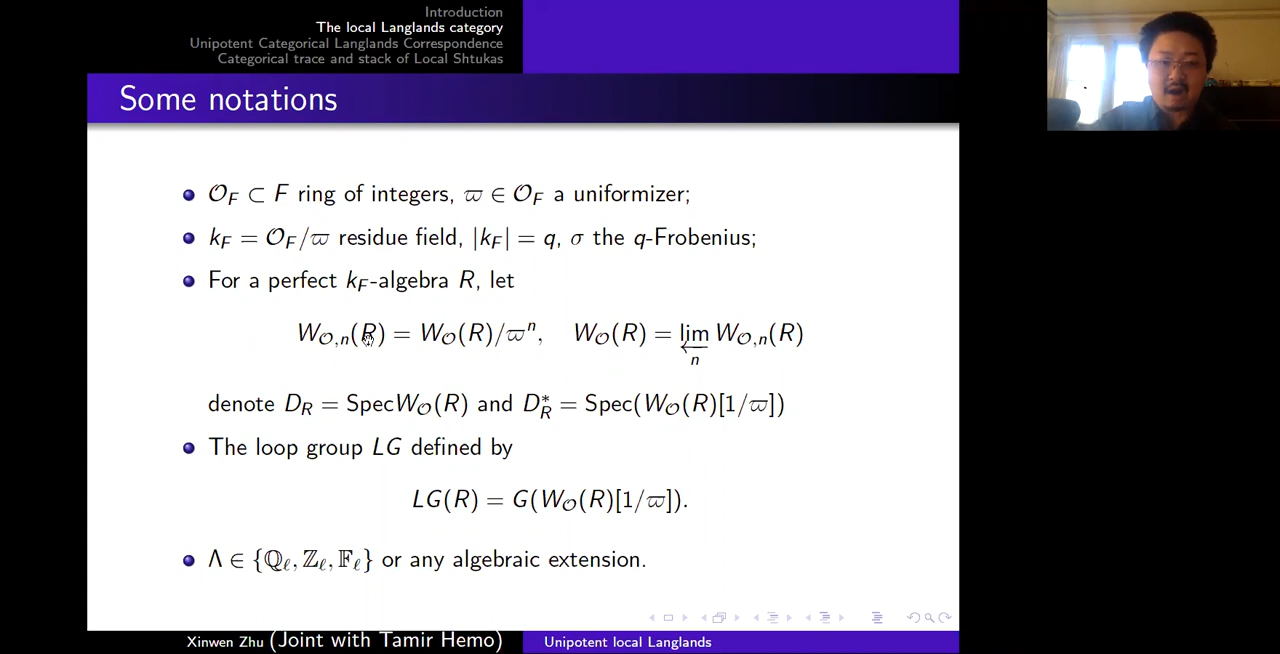 Introduction
The local Langlands category
Unipotent Categorical Langlands Correspondence
Categorical trace and stack of Local Shtukas
Some notations
𝒪_F ⊂ F ring of integers, ϖ ∈ 𝒪_F a uniformizer;
k_F = 𝒪_F/ϖ residue field, |k_F| = q, σ the q-Frobenius;
For a perfect k_F-algebra R, let
W_{𝒪,n}(R) = W_𝒪(R)/ϖ^n, W_𝒪(R) = lim← n W_{𝒪,n}(R)
denote D_R = SpecW_𝒪(R) and D_R^* = Spec(W_𝒪(R)[1/ϖ])
The loop group LG defined by
LG(R) = G(W_𝒪(R)[1/ϖ]).
Λ ∈ {ℚ_ℓ, ℤ_ℓ, 𝔽_ℓ} or any algebraic extension.
Xinwen Zhu (Joint with Tamir Hemo) Unipotent local Langlands